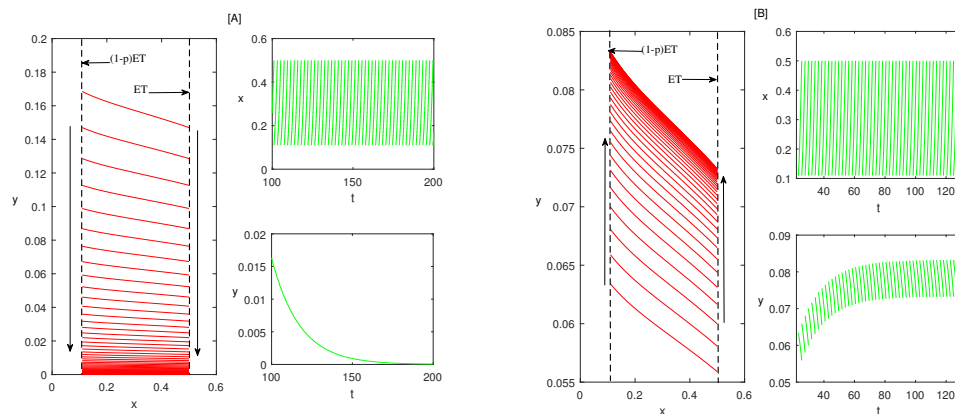 [A]
0.2
0.18
0.16
0.14
0.12
0.1
0.08
0.06
0.04
0.02
0
y
(1-p)ET
ET
0 0.2 0.4 0.6
x
0.6
0.4
0.2
0
x
100 150 200
t
0.02
0.015
0.01
0.005
0
y
100 150 200
t
[B]
0.085
0.08
0.075
0.07
0.065
0.06
0.055
y
(1-p)ET
ET
0 0.2 0.4 0.6
x
0.6
0.5
0.4
0.3
0.2
0.1
x
40 60 80 100 120
t
0.09
0.08
0.07
0.06
0.05
y
40 60 80 100 120
t